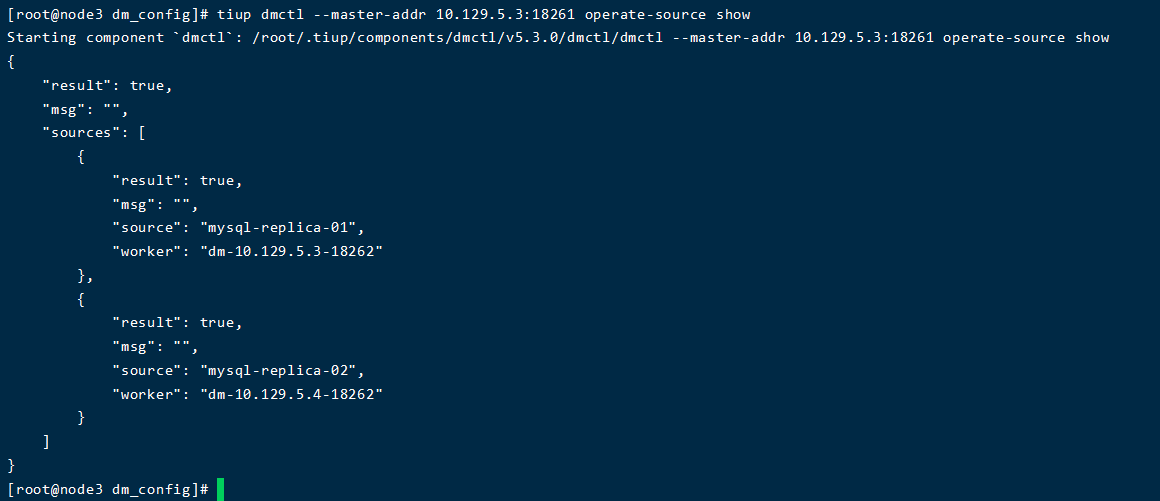 [root@node3 dm_config]# tiup dmctl --master-addr 10.129.5.3:18261 operate-source show
Starting component `dmctl`: /root/.tiup/components/dmctl/v5.3.0/dmctl/dmctl --master-addr 10.129.5.3:18261 operate-source show
{
    "result": true,
    "msg": "",
    "sources": [
        {
            "result": true,
            "msg": "",
            "source": "mysql-replica-01",
            "worker": "dm-10.129.5.3-18262"
        },
        {
            "result": true,
            "msg": "",
            "source": "mysql-replica-02",
            "worker": "dm-10.129.5.4-18262"
        }
    ]
}
[root@node3 dm_config]#